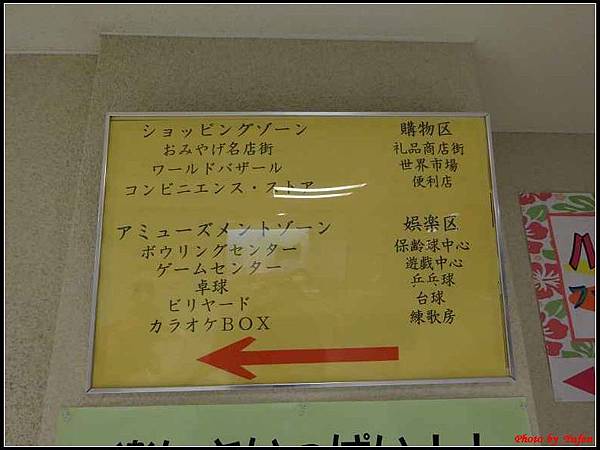 ショッピングゾーン 購物区
おみやげ名店街 礼品商店街
ワールドバザール 世界市場
コンビニエンス・ストア 便利店
アミューズメントゾーン 娯楽区
ボウリングセンター 保齢球中心
ゲームセンター 遊戯中心
卓球 乒乓球
ビリヤード 台球
カラオケBOX 練歌房
Photo by Yufen